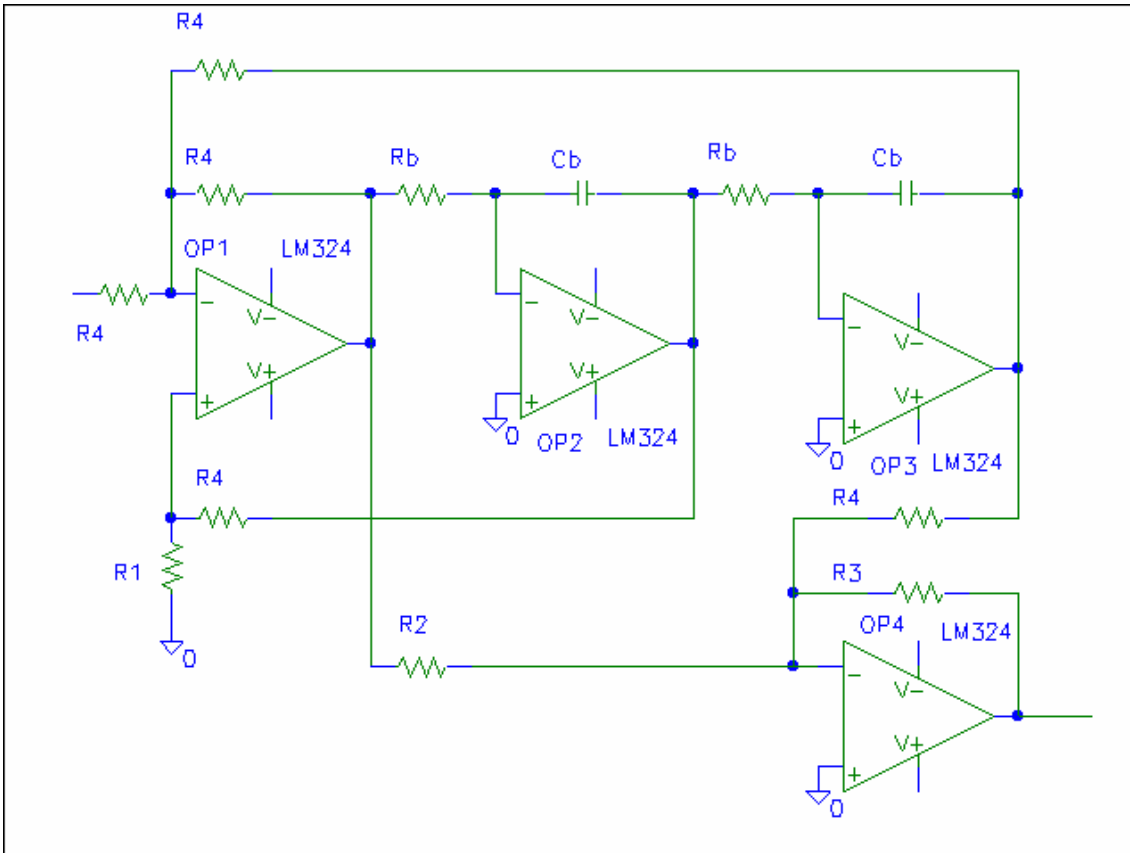 R4
R4
Rb
Cb
Rb
Cb
OP1
LM324
R4
−
V−
V+
+
−
V−
V+
+
0
OP2
LM324
−
V−
V+
+
0
OP3
LM324
R4
R1
0
R4
R3
R2
OP4
LM324
−
V−
V+
+
0